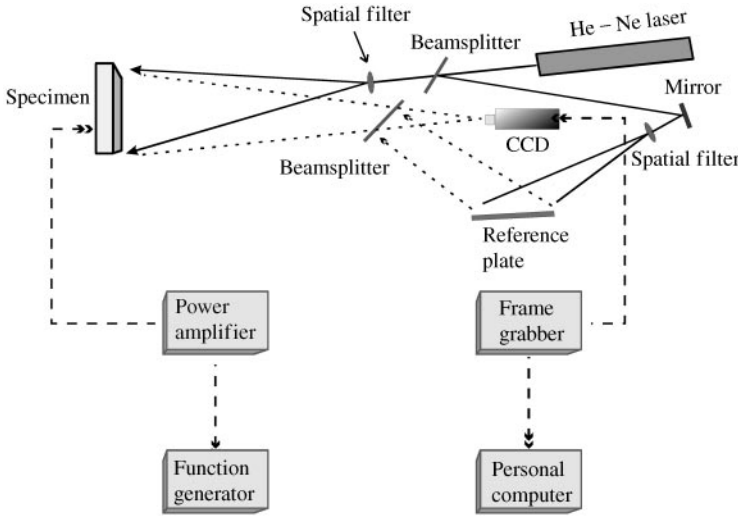 Spatial filter
He – Ne laser
Beamsplitter
Specimen
Mirror
CCD
Beamsplitter
Spatial filter
Reference
plate
Power
amplifier
Frame
grabber
Function
generator
Personal
computer